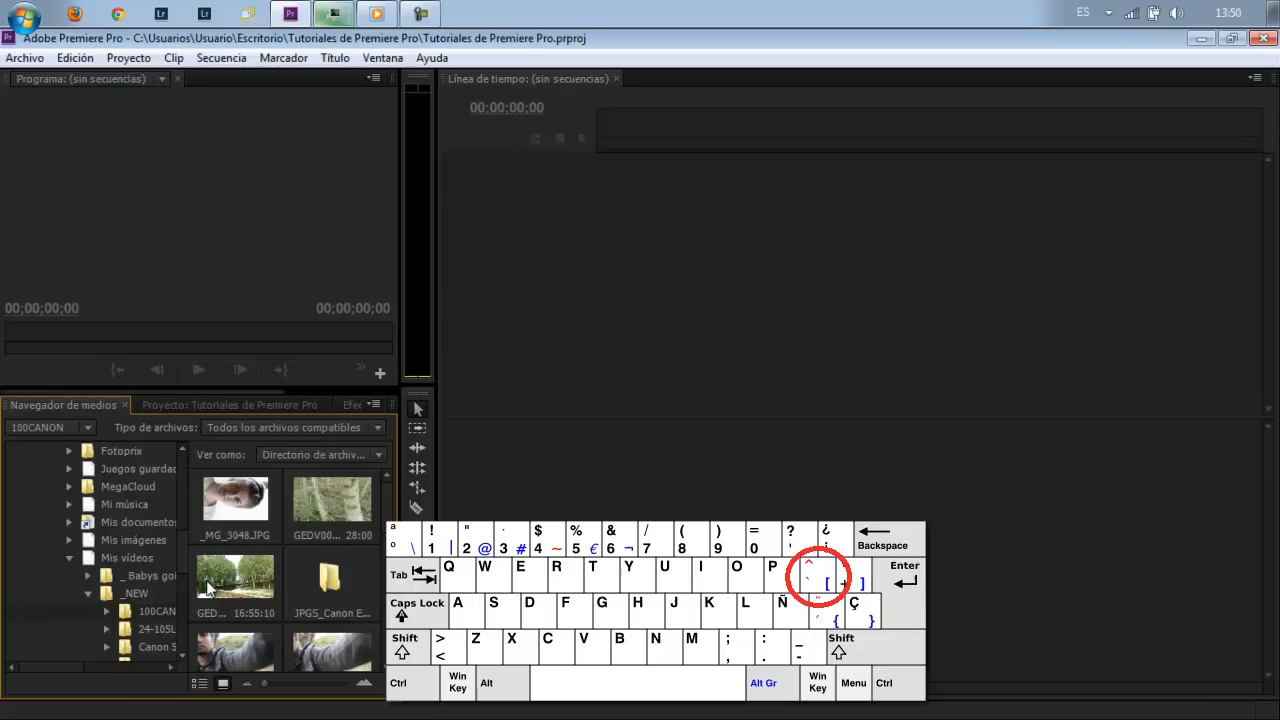 ES 13:50
Adobe Premiere Pro - C:\Usuarios\Usuario\Escritorio\Tutoriales de Premiere Pro\Tutoriales de Premiere Pro.prproj
Archivo Edición Proyecto Clip Secuencia Marcador Título Ventana Ayuda
Programa: (sin secuencias)
Línea de tiempo: (sin secuencias)
00;00;00;00
00;00;00;00 00;00;00;00
Navegador de medios Proyecto: Tutoriales de Premiere Pro Efe
100CANON Tipo de archivos: Todos los archivos compatibles
Ver como: Directorio de archiv...
Fotoprix
Juegos guardad
MegaCloud
Mi música
Mis documento
Mis imágenes
Mis vídeos
_ Babys goi
_NEW
100CAN
24-105L
Canon 5
_MG_3048.JPG GEDV00... 28:00
GED... 16:55:10 JPGS_Canon E...
ª ! " · $ % & / ( ) = ? ¿
º \ 1 | 2 @ 3 # 4 ~ 5 € 6 ¬ 7 8 9 0 ' ¡ Backspace
Tab Q W E R T Y U I O P ^ ` [ + ] Enter
Caps Lock A S D F G H J K L Ñ ¨ ´ { Ç }
Shift > < Z X C V B N M ; , : . _ - Shift
Ctrl Win Key Alt Alt Gr Win Key Menu Ctrl